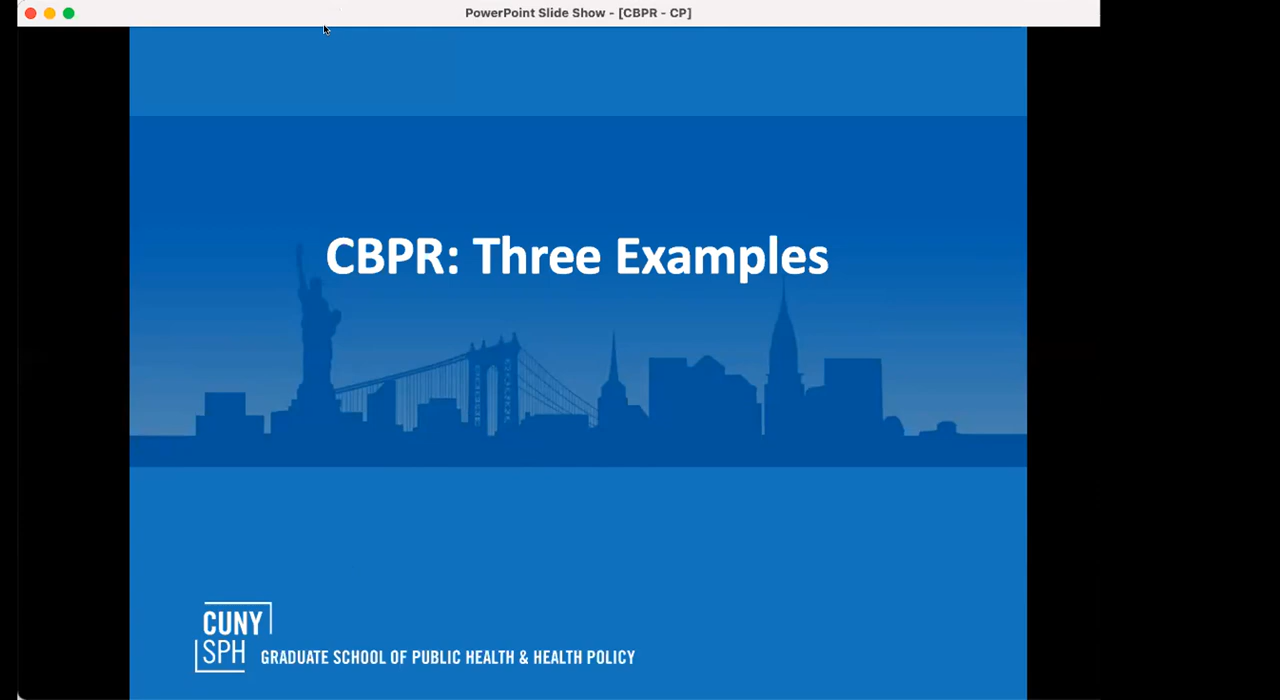 PowerPoint Slide Show - [CBPR - CP]
CBPR: Three Examples
CUNY
SPH
GRADUATE SCHOOL OF PUBLIC HEALTH & HEALTH POLICY